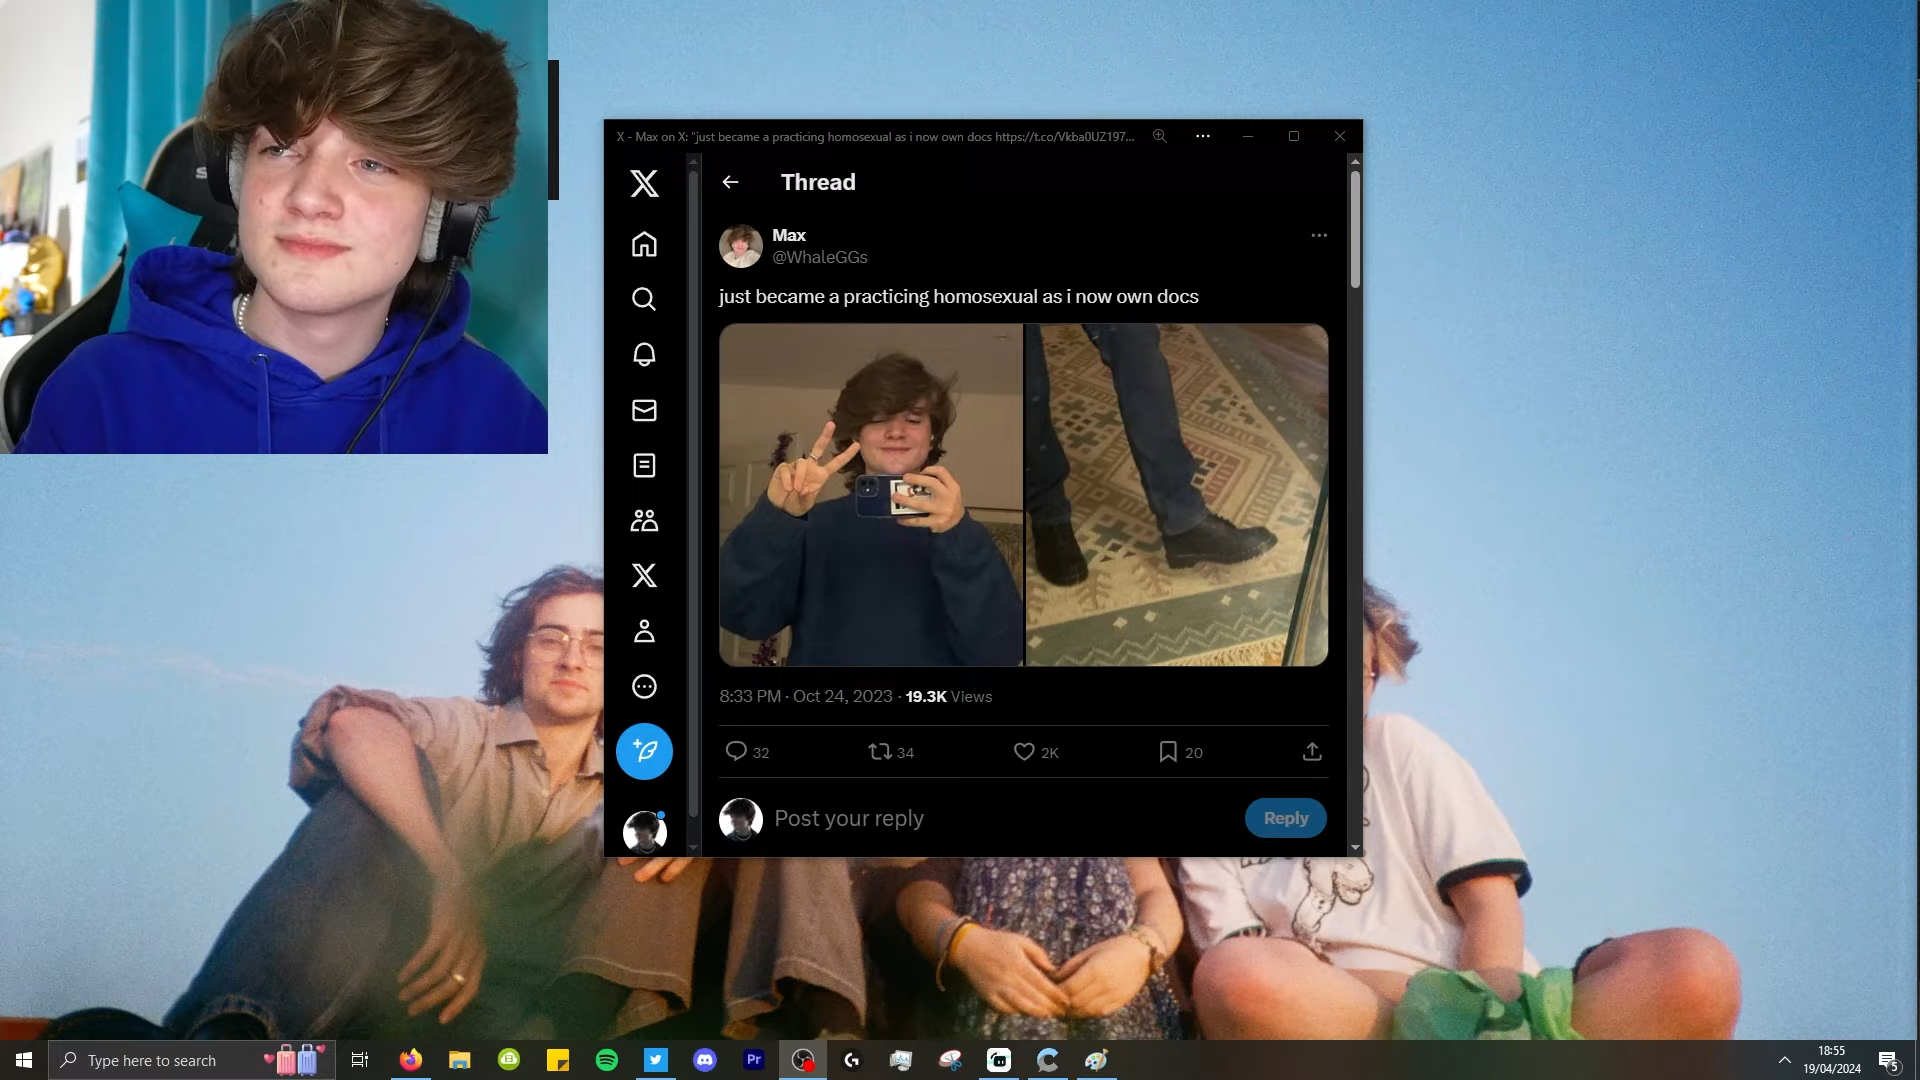 X - Max on X: "just became a practicing homosexual as i now own docs https://t.co/Vkba0UZ197...
Thread
Max
@WhaleGGs
just became a practicing homosexual as i now own docs
8:33 PM · Oct 24, 2023 · 19.3K Views
32
34
2K
20
Post your reply
Reply
Type here to search
Pr
18:55
19/04/2024
5